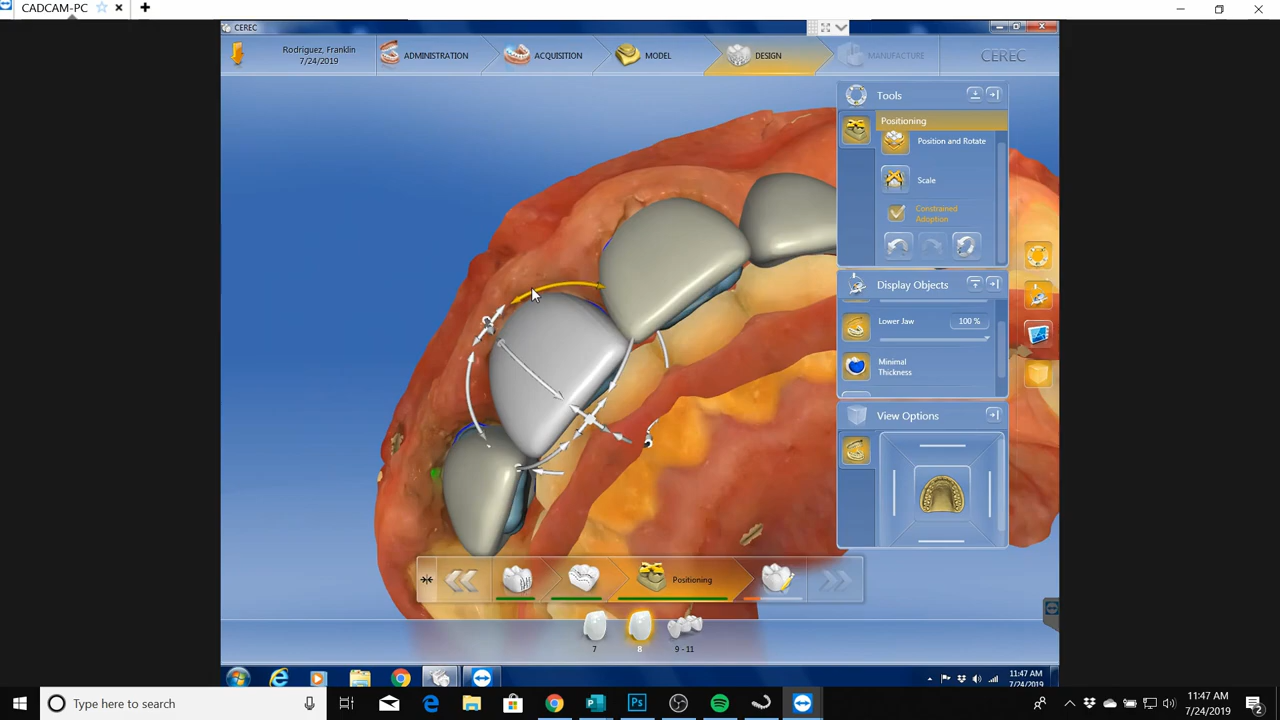 CADCAM-PC
CEREC
Rodriguez, Franklin
7/24/2019
ADMINISTRATION
ACQUISITION
MODEL
DESIGN
MANUFACTURE
CEREC
Tools
Positioning
Position and Rotate
Scale
Constrained
Adoption
Display Objects
Lower Jaw
100 %
Minimal
Thickness
View Options
Positioning
7
8
9 - 11
11:47 AM
7/24/2019
Type here to search
11:47 AM
7/24/2019
2